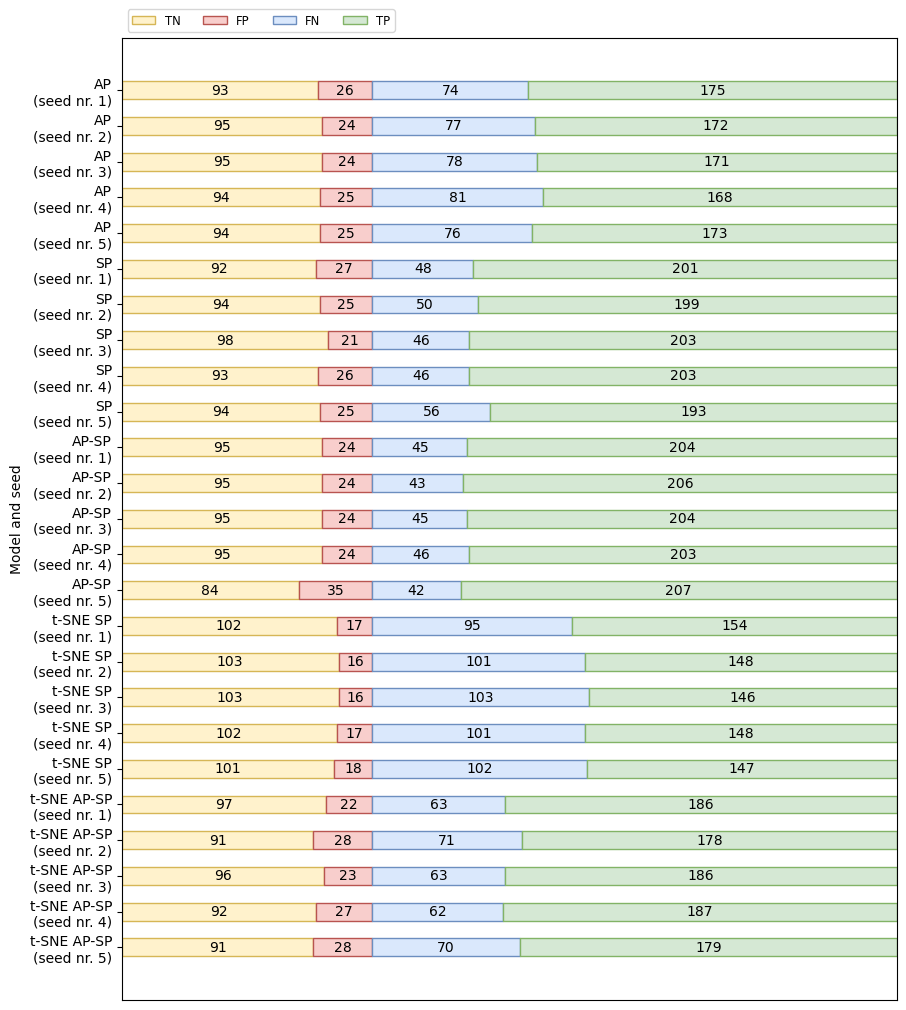 TN FP FN TP
AP
(seed nr. 1) 93 26 74 175
AP
(seed nr. 2) 95 24 77 172
AP
(seed nr. 3) 95 24 78 171
AP
(seed nr. 4) 94 25 81 168
AP
(seed nr. 5) 94 25 76 173
SP
(seed nr. 1) 92 27 48 201
SP
(seed nr. 2) 94 25 50 199
SP
(seed nr. 3) 98 21 46 203
SP
(seed nr. 4) 93 26 46 203
SP
(seed nr. 5) 94 25 56 193
AP-SP
(seed nr. 1) 95 24 45 204
AP-SP
(seed nr. 2) 95 24 43 206
AP-SP
(seed nr. 3) 95 24 45 204
AP-SP
(seed nr. 4) 95 24 46 203
AP-SP
(seed nr. 5) 84 35 42 207
t-SNE SP
(seed nr. 1) 102 17 95 154
t-SNE SP
(seed nr. 2) 103 16 101 148
t-SNE SP
(seed nr. 3) 103 16 103 146
t-SNE SP
(seed nr. 4) 102 17 101 148
t-SNE SP
(seed nr. 5) 101 18 102 147
t-SNE AP-SP
(seed nr. 1) 97 22 63 186
t-SNE AP-SP
(seed nr. 2) 91 28 71 178
t-SNE AP-SP
(seed nr. 3) 96 23 63 186
t-SNE AP-SP
(seed nr. 4) 92 27 62 187
t-SNE AP-SP
(seed nr. 5) 91 28 70 179
Model and seed